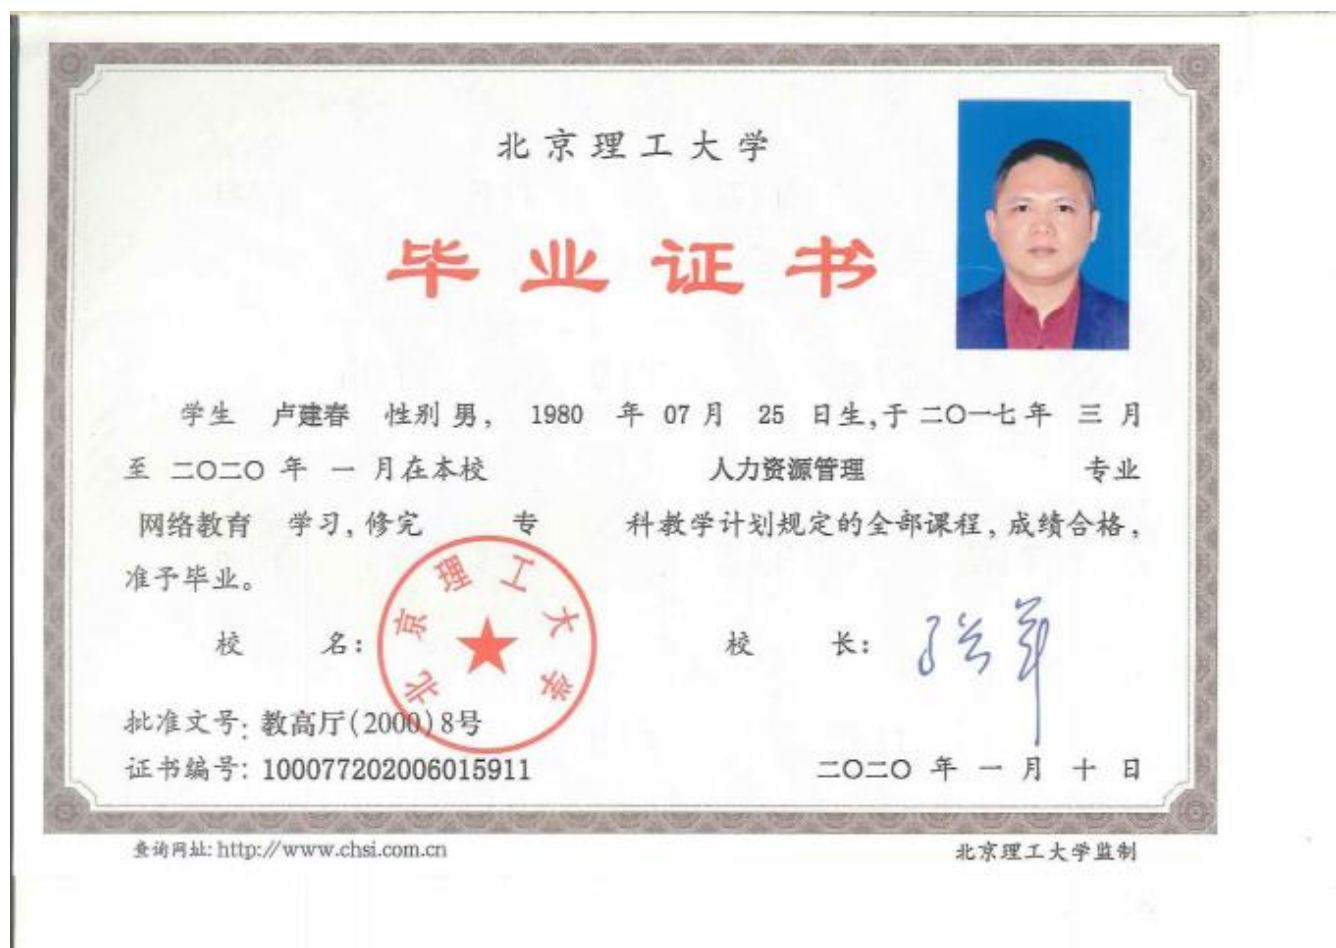 北京理工大学
毕业证书
学生 卢建春 性别 男， 1980 年 07 月 25 日生，于 二〇一七 年 三 月
至 二〇二〇 年 一 月在本校 人力资源管理 专业
网络教育 学习，修完 专 科教学计划规定的全部课程，成绩合格，
准予毕业。
校 名： 校 长：
北京理工大学
批准文号：教高厅(2000)8号
证书编号：100077202006015911 二〇二〇 年 一 月 十 日
查询网址：http://www.chsi.com.cn 北京理工大学监制